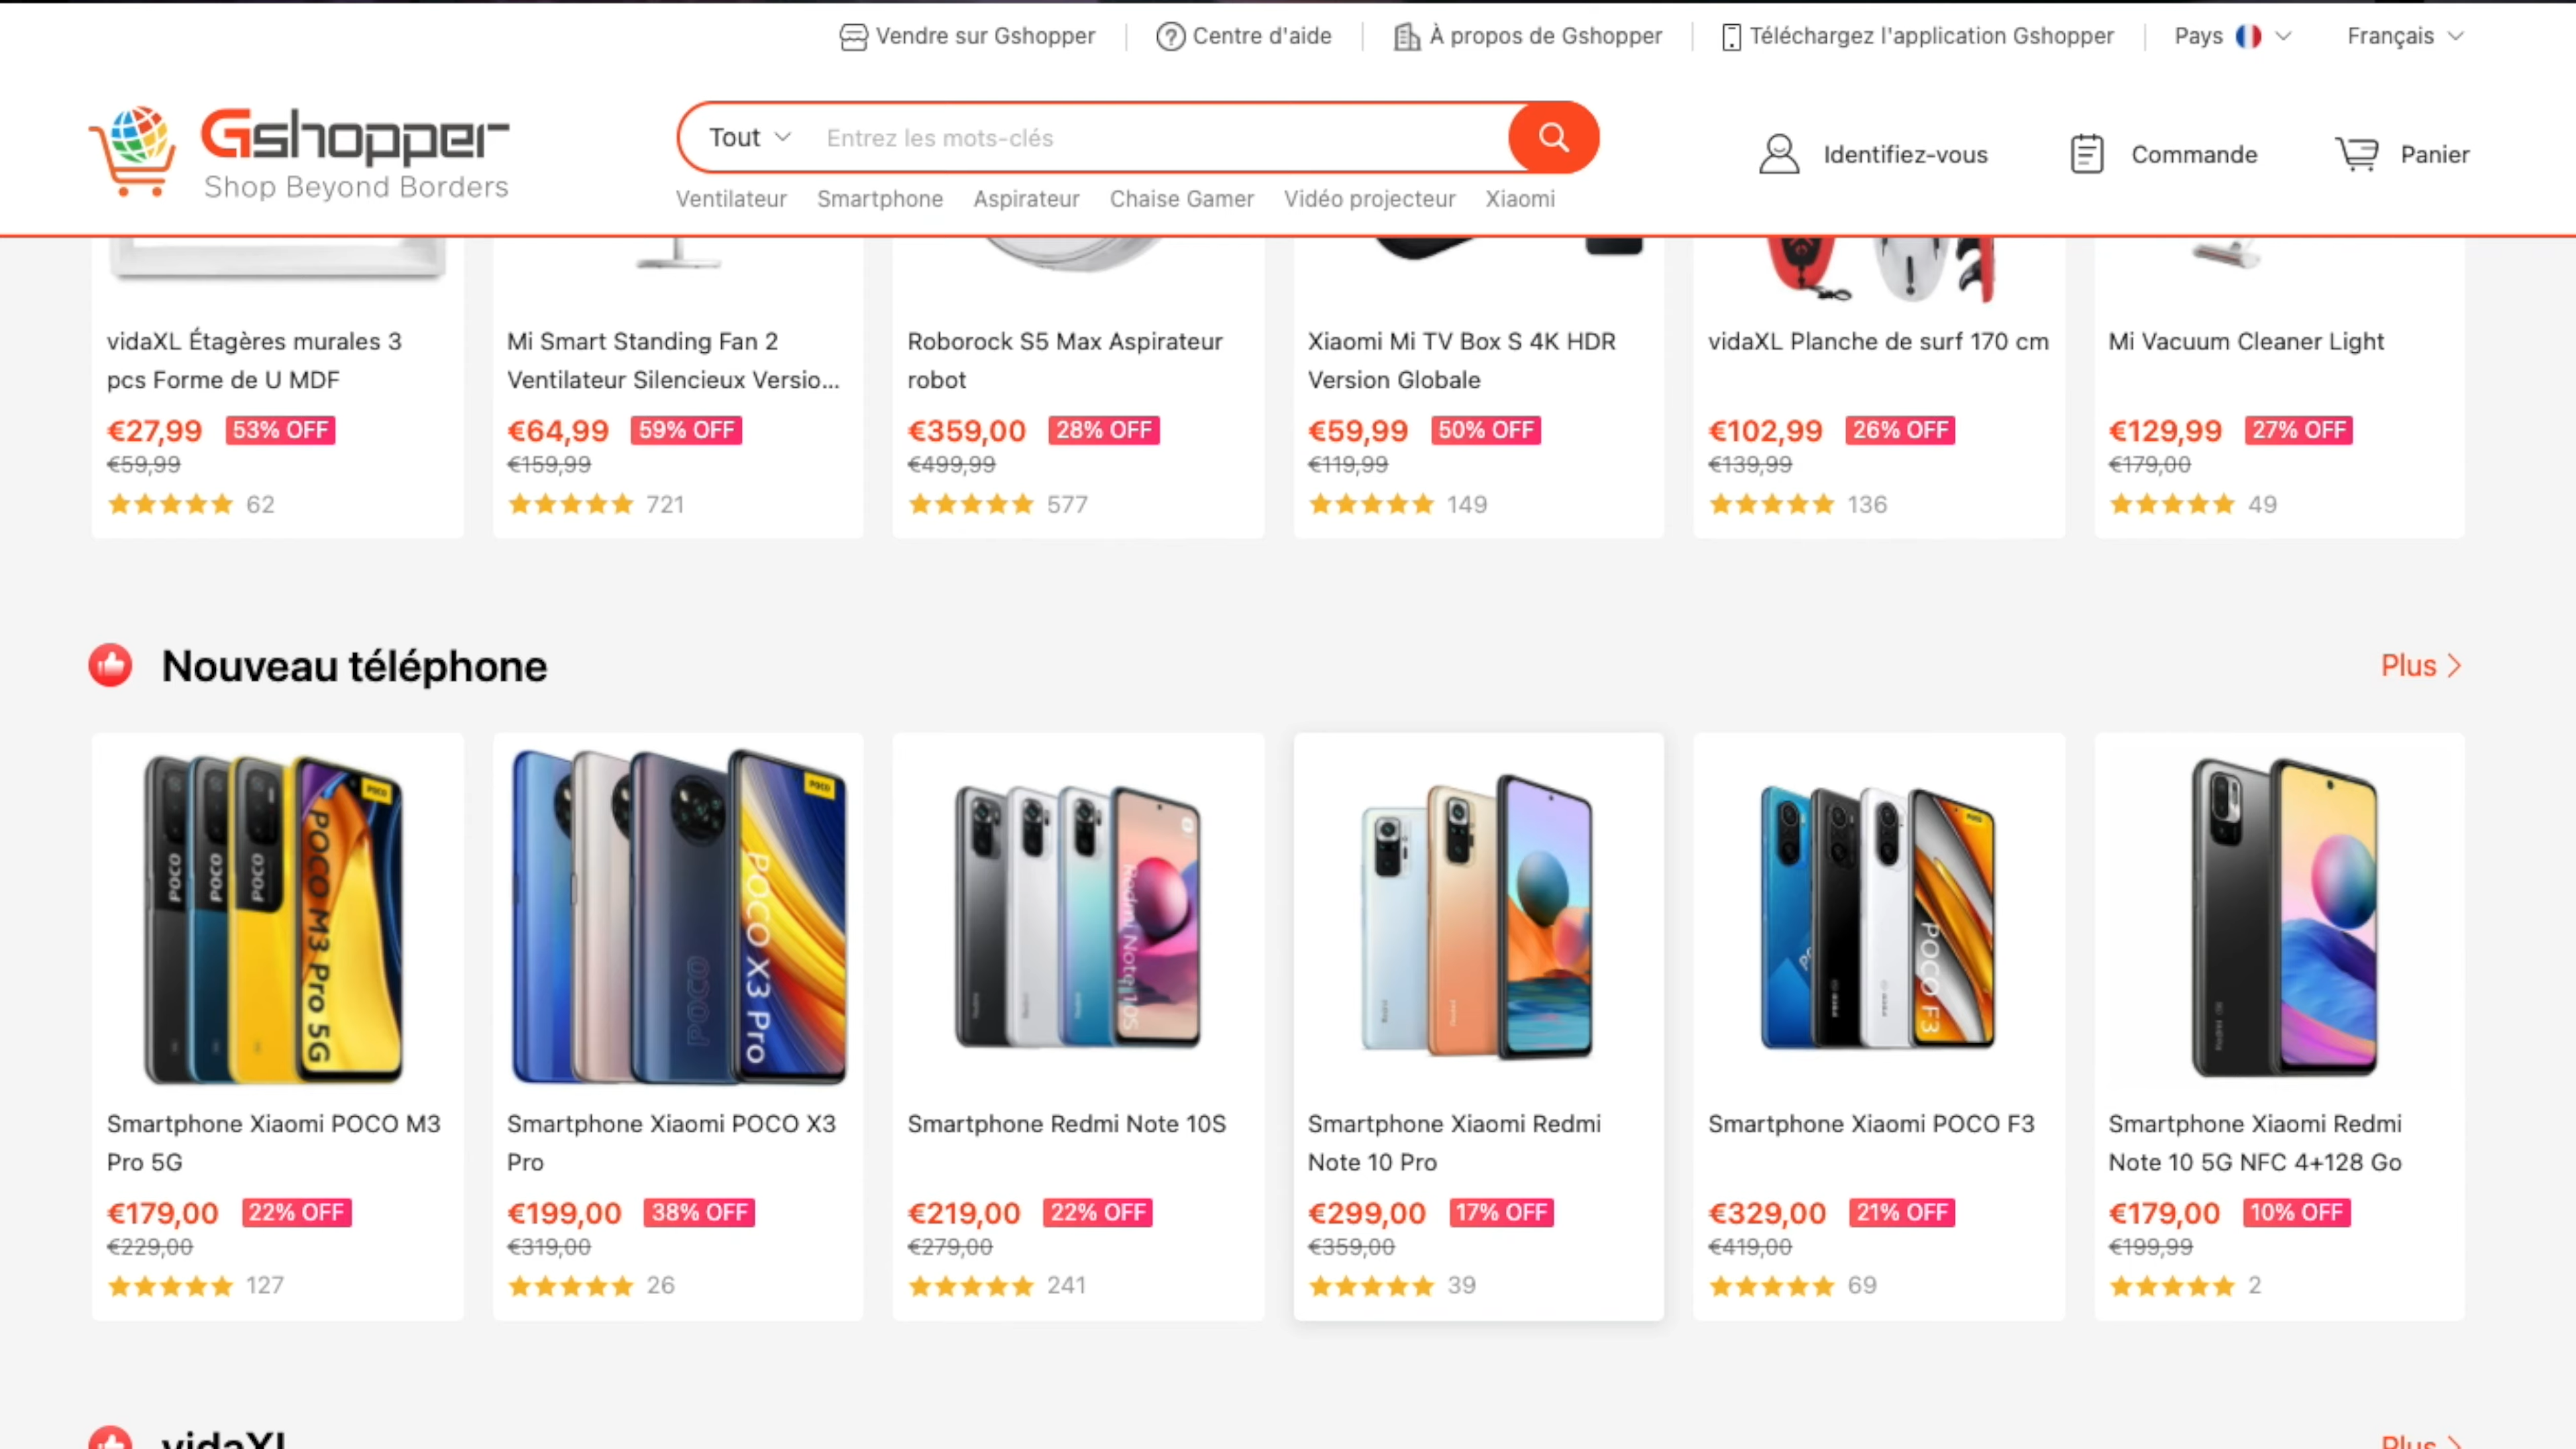 Vendre sur Gshopper
Centre d'aide
À propos de Gshopper
Téléchargez l'application Gshopper
Pays
Français
Gshopper
Shop Beyond Borders
Tout
Entrez les mots-clés
Identifiez-vous
Commande
Panier
Ventilateur
Smartphone
Aspirateur
Chaise Gamer
Vidéo projecteur
Xiaomi
vidaXL Étagères murales 3
pcs Forme de U MDF
€27,99 53% OFF
€59,99
62
Mi Smart Standing Fan 2
Ventilateur Silencieux Versio...
€64,99 59% OFF
€159,99
721
Roborock S5 Max Aspirateur
robot
€359,00 28% OFF
€499,99
577
Xiaomi Mi TV Box S 4K HDR
Version Globale
€59,99 50% OFF
€119,99
149
vidaXL Planche de surf 170 cm
€102,99 26% OFF
€139,99
136
Mi Vacuum Cleaner Light
€129,99 27% OFF
€179,00
49
Nouveau téléphone
Plus
POCO
POCO
POCO
POCO
POCO M3 Pro 5G
Smartphone Xiaomi POCO M3
Pro 5G
€179,00 22% OFF
€229,00
127
POCO
POCO
POCO X3 Pro
Smartphone Xiaomi POCO X3
Pro
€199,00 38% OFF
€319,00
26
Redmi Note 10S
Smartphone Redmi Note 10S
€219,00 22% OFF
€279,00
241
Smartphone Xiaomi Redmi
Note 10 Pro
€299,00 17% OFF
€359,00
39
POCO F3
Smartphone Xiaomi POCO F3
€329,00 21% OFF
€419,00
69
Smartphone Xiaomi Redmi
Note 10 5G NFC 4+128 Go
€179,00 10% OFF
€199,99
2
vidaXL
Plus